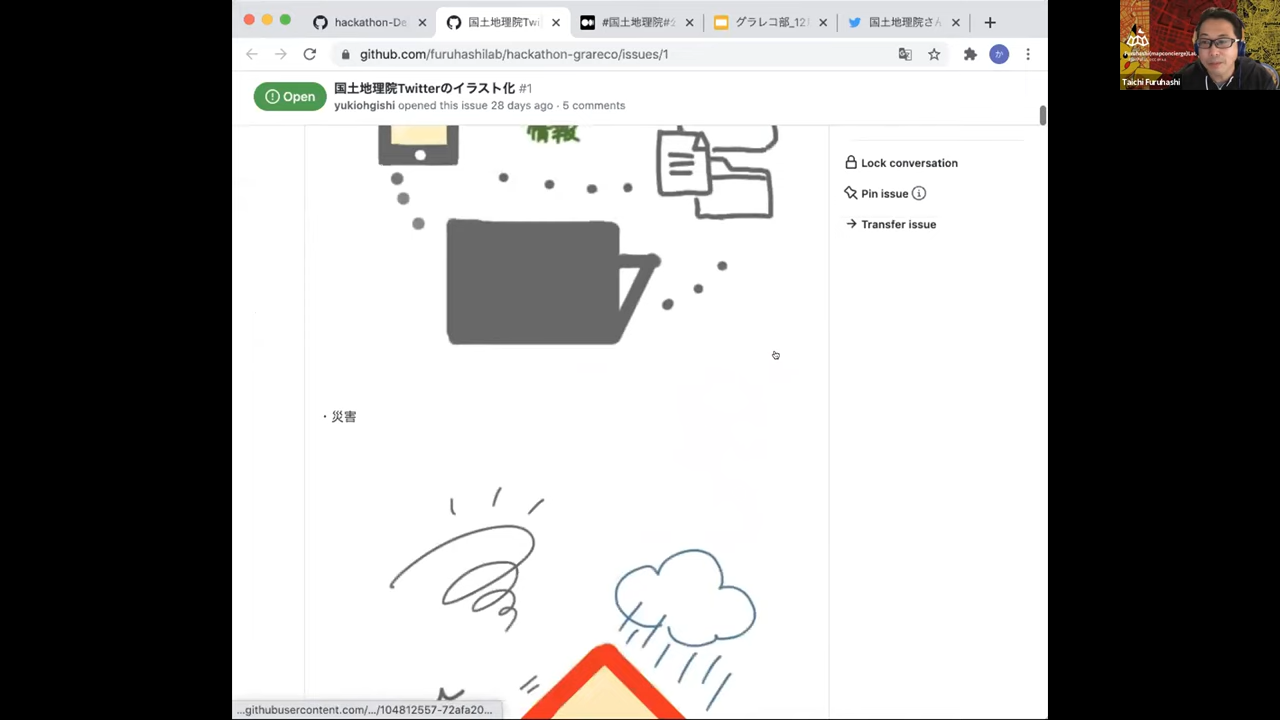 hackathon-De
国土地理院Twi
#国土地理院#2
グラレコ部_12
国土地理院さん
github.com/furuhashilab/hackathon-grareco/issues/1
か
Taichi Furuhashi
Open
国土地理院Twitterのイラスト化 #1
yukiohgishi opened this issue 28 days ago · 5 comments
情報
Lock conversation
Pin issue
Transfer issue
・災害
...githubusercontent.com/.../104812557-72afa20...